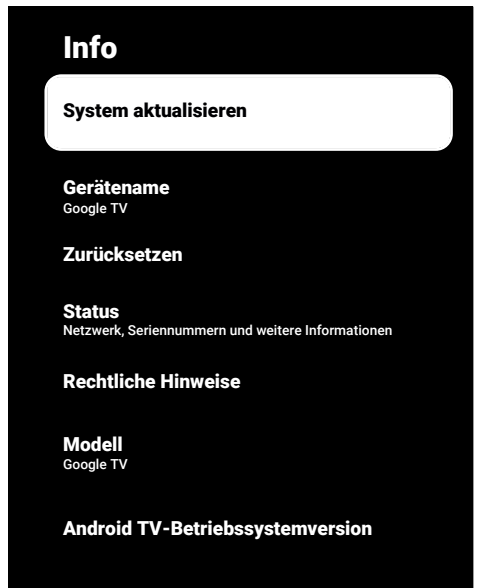 Info
System aktualisieren
Gerätename
Google TV
Zurücksetzen
Status
Netzwerk, Seriennummern und weitere Informationen
Rechtliche Hinweise
Modell
Google TV
Android TV-Betriebssystemversion